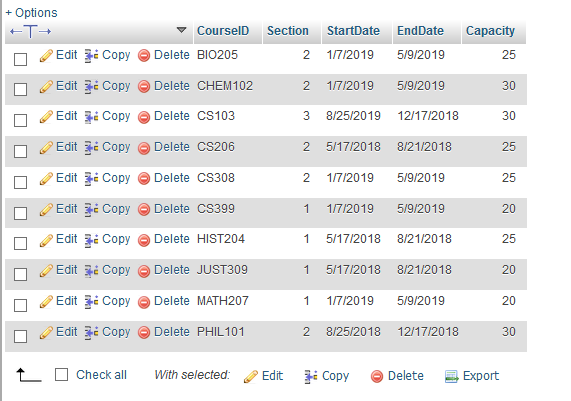 + Options
CourseID Section StartDate EndDate Capacity
Edit Copy Delete BIO205 2 1/7/2019 5/9/2019 25
Edit Copy Delete CHEM102 2 1/7/2019 5/9/2019 30
Edit Copy Delete CS103 3 8/25/2019 12/17/2018 30
Edit Copy Delete CS206 2 5/17/2018 8/21/2018 25
Edit Copy Delete CS308 2 1/7/2019 5/9/2019 25
Edit Copy Delete CS399 1 1/7/2019 5/9/2019 20
Edit Copy Delete HIST204 1 5/17/2018 8/21/2018 25
Edit Copy Delete JUST309 1 5/17/2018 8/21/2018 20
Edit Copy Delete MATH207 1 1/7/2019 5/9/2019 20
Edit Copy Delete PHIL101 2 8/25/2018 12/17/2018 30
Check all With selected: Edit Copy Delete Export